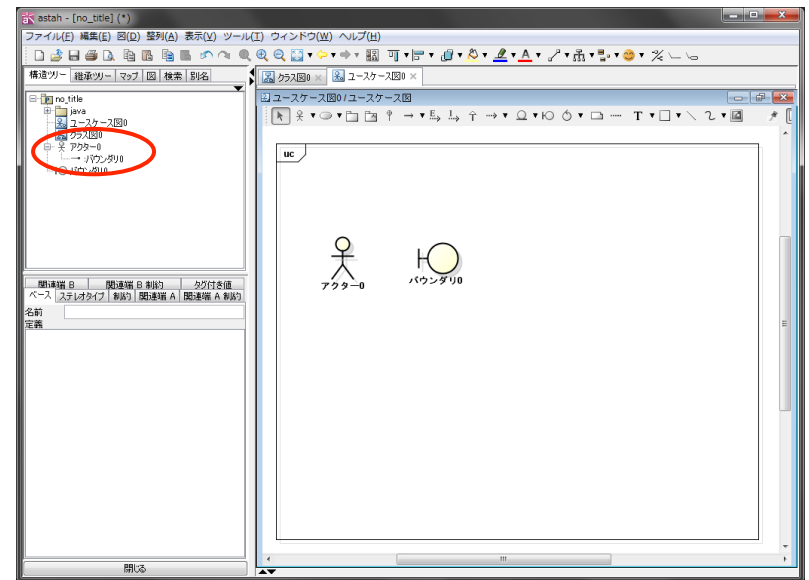 astah - [no_title] (*)
ファイル(F) 編集(E) 図(D) 整列(A) 表示(V) ツール(T) ウィンドウ(W) ヘルプ(H)
構造ツリー 継承ツリー マップ 図 検索 別名
クラス図0 × ユースケース図0 ×
ユースケース図0 / ユースケース図
no_title
java
ユースケース図0
クラス図0
アクター0
:バウンダリ0
バウンダリ0
T
uc
アクター0
バウンダリ0
関連端 B 関連端 B 制約 タグ付き値
ベース ステレオタイプ 制約 関連端 A 関連端 A 制約
名前
定義
閉じる